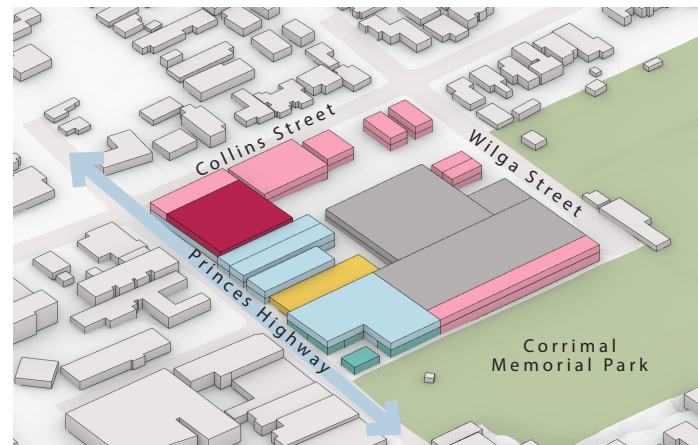 Collins Street
Wilga Street
Princes Highway
Corrimal
Memorial Park